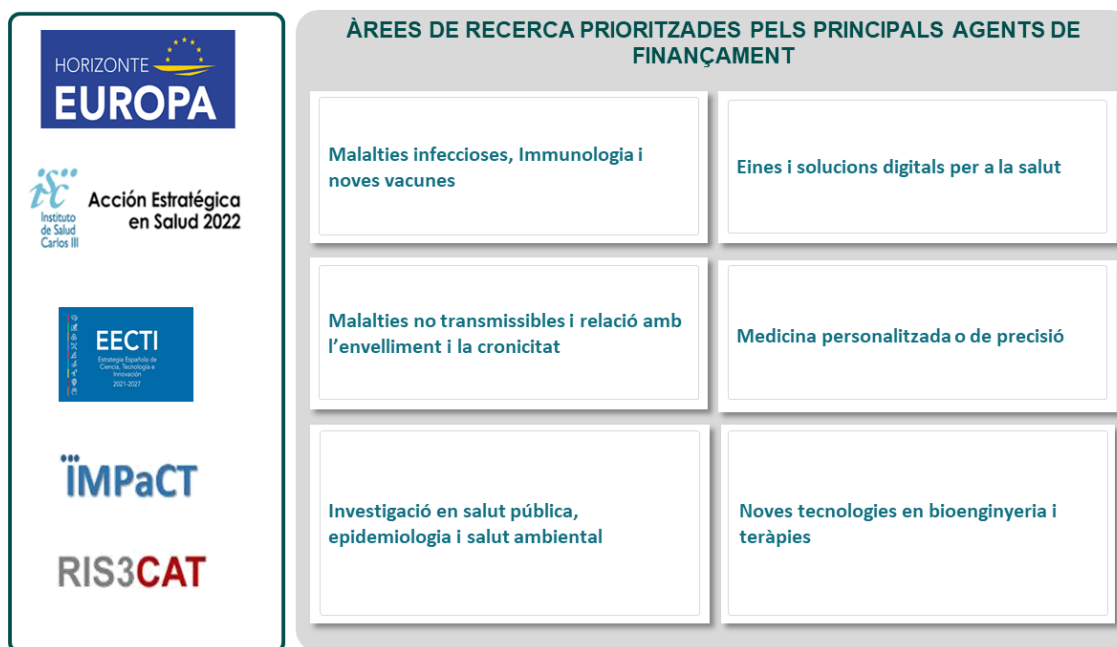 HORIZONTE
EUROPA
isc
Instituto
de Salud
Carlos III
Acción Estratégica
en Salud 2022
EECTI
Estrategia Española de
Ciencia, Tecnología e
Innovación
2021-2027
IMPaCT
RIS3CAT
ÀREES DE RECERCA PRIORITZADES PELS PRINCIPALS AGENTS DE
FINANÇAMENT
Malalties infeccioses, Immunologia i
noves vacunes
Eines i solucions digitals per a la salut
Malalties no transmissibles i relació amb
l’envelliment i la cronicitat
Medicina personalitzada o de precisió
Investigació en salut pública,
epidemiologia i salut ambiental
Noves tecnologies en bioenginyeria i
teràpies